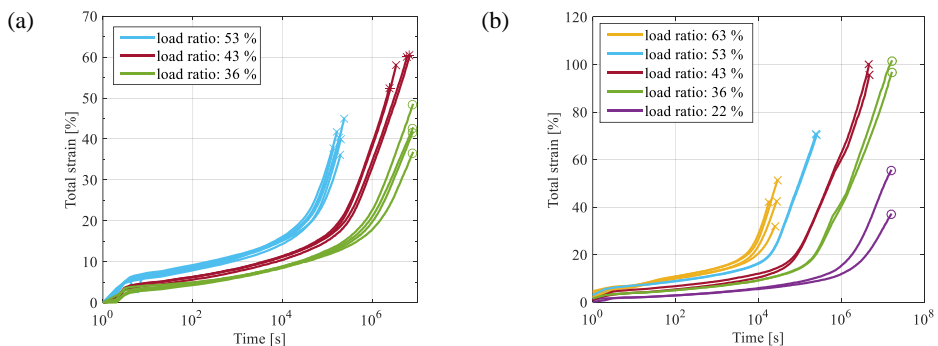 (a)
70
60
50
40
30
20
10
0
Total strain [%]
load ratio: 53 %
load ratio: 43 %
load ratio: 36 %
10^0 10^2 10^4 10^6
Time [s]
(b)
120
100
80
60
40
20
0
Total strain [%]
load ratio: 63 %
load ratio: 53 %
load ratio: 43 %
load ratio: 36 %
load ratio: 22 %
10^0 10^2 10^4 10^6 10^8
Time [s]